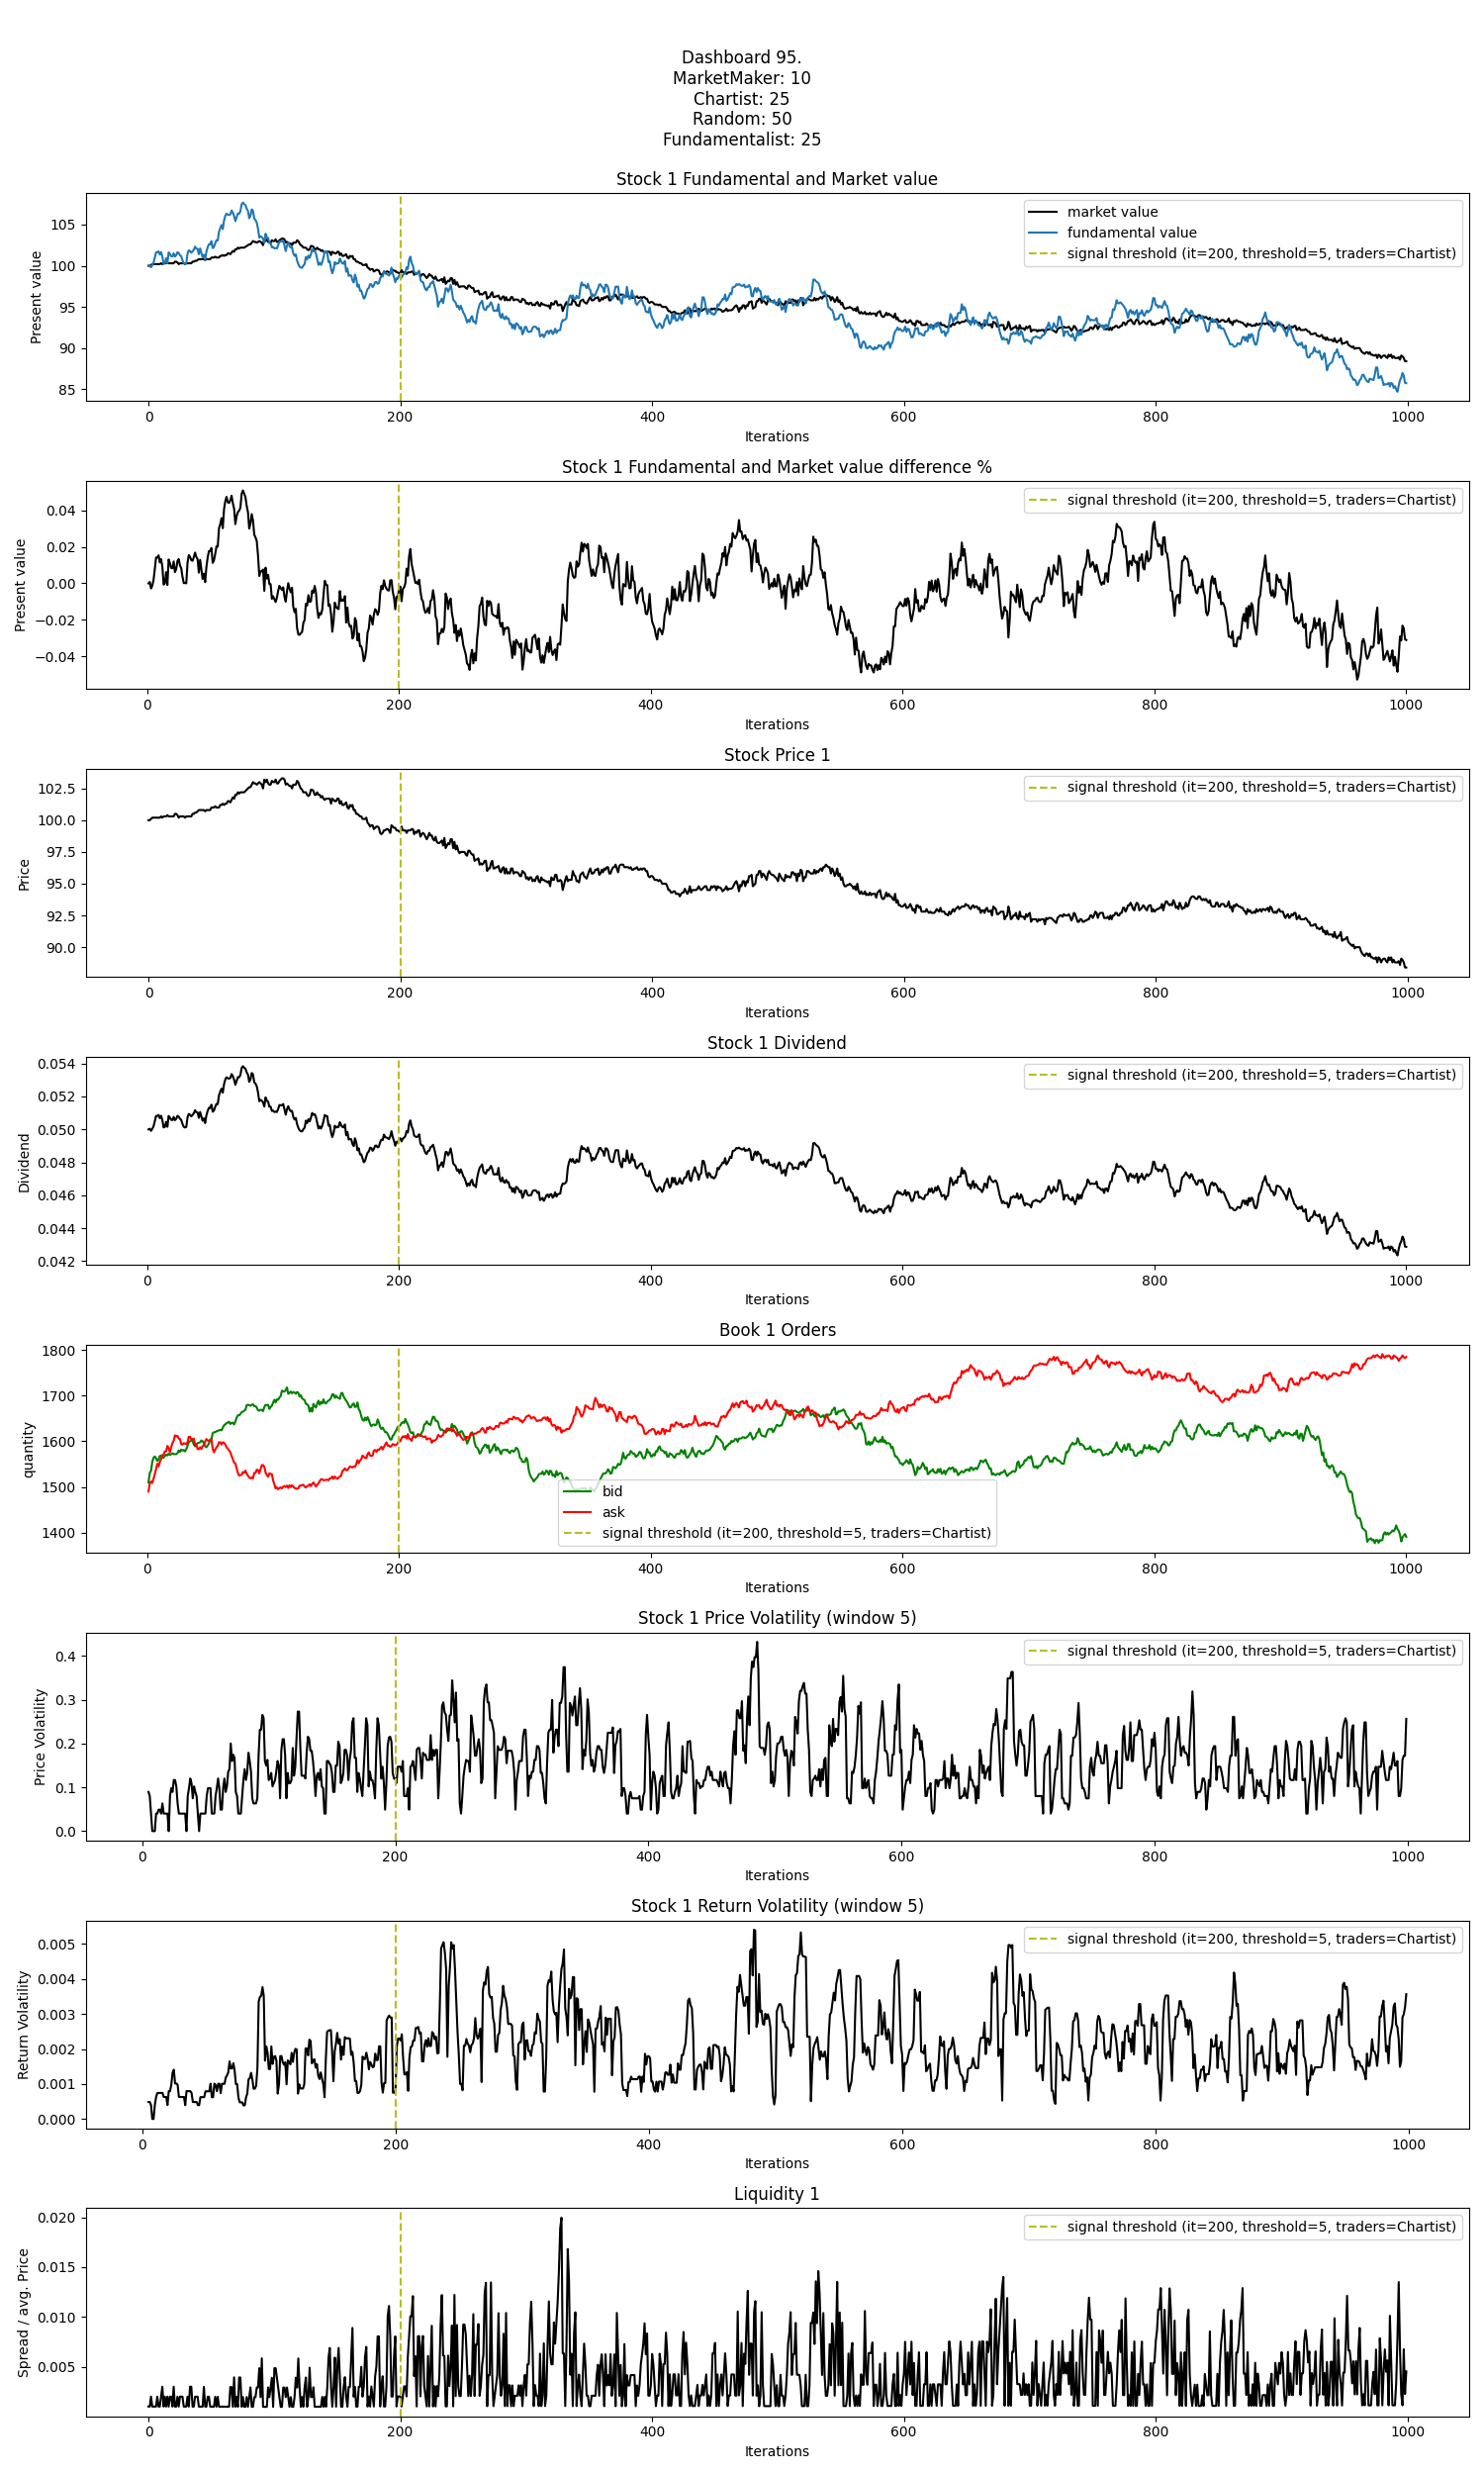 Dashboard 95.
MarketMaker: 10
Chartist: 25
Random: 50
Fundamentalist: 25
Stock 1 Fundamental and Market value
Present value
105
100
95
90
85
market value
fundamental value
signal threshold (it=200, threshold=5, traders=Chartist)
0 200 400 600 800 1000
Iterations
Stock 1 Fundamental and Market value difference %
Present value
0.04
0.02
0.00
−0.02
−0.04
signal threshold (it=200, threshold=5, traders=Chartist)
0 200 400 600 800 1000
Iterations
Stock Price 1
Price
102.5
100.0
97.5
95.0
92.5
90.0
signal threshold (it=200, threshold=5, traders=Chartist)
0 200 400 600 800 1000
Iterations
Stock 1 Dividend
Dividend
0.054
0.052
0.050
0.048
0.046
0.044
0.042
signal threshold (it=200, threshold=5, traders=Chartist)
0 200 400 600 800 1000
Iterations
Book 1 Orders
quantity
1800
1700
1600
1500
1400
bid
ask
signal threshold (it=200, threshold=5, traders=Chartist)
0 200 400 600 800 1000
Iterations
Stock 1 Price Volatility (window 5)
Price Volatility
0.4
0.3
0.2
0.1
0.0
signal threshold (it=200, threshold=5, traders=Chartist)
0 200 400 600 800 1000
Iterations
Stock 1 Return Volatility (window 5)
Return Volatility
0.005
0.004
0.003
0.002
0.001
0.000
signal threshold (it=200, threshold=5, traders=Chartist)
0 200 400 600 800 1000
Iterations
Liquidity 1
Spread / avg. Price
0.020
0.015
0.010
0.005
signal threshold (it=200, threshold=5, traders=Chartist)
0 200 400 600 800 1000
Iterations